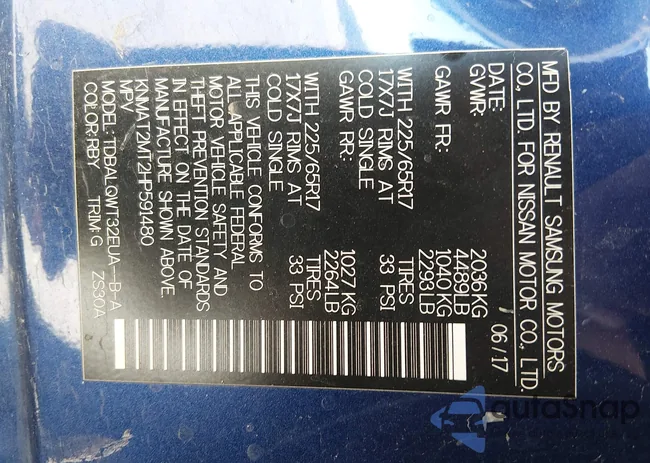 MFD BY RENAULT SAMSUNG MOTORS
CO., LTD. FOR NISSAN MOTOR CO., LTD.
DATE: 06/17
GVWR: 2036KG
4489LB
GAWR FR: 1040 KG
2293LB
WITH 225/65R17 TIRES
17X7J RIMS AT 33 PSI
COLD SINGLE
GAWR RR: 1027 KG
2264LB
WITH 225/65R17 TIRES
17X7J RIMS AT 33 PSI
COLD SINGLE
THIS VEHICLE CONFORMS TO
ALL APPLICABLE FEDERAL
MOTOR VEHICLE SAFETY AND
THEFT PREVENTION STANDARDS
IN EFFECT ON THE DATE OF
MANUFACTURE SHOWN ABOVE.
KNMAT2MT2HP591480
MPV
MODEL:TDBALQWT32EUA--B-A
COLOR:RBY TRIM:G ZS30A
autosnap